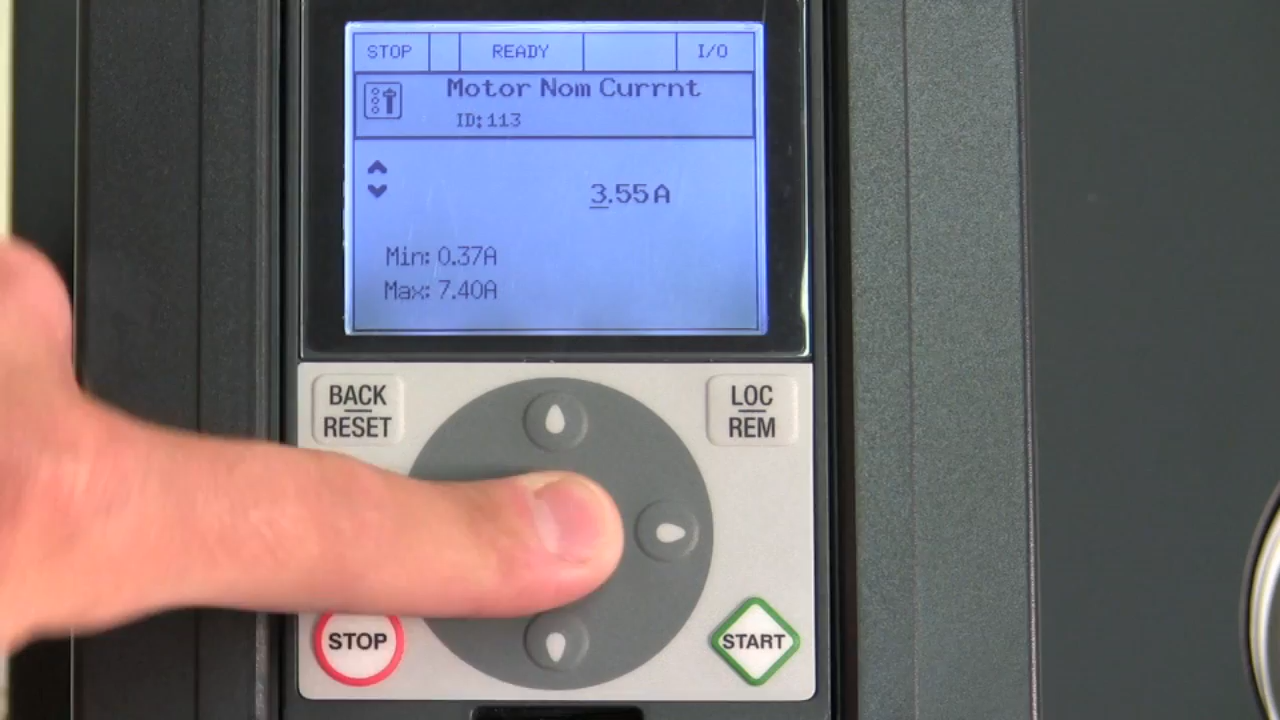 STOP READY I/O
Motor Nom Currnt
ID:113
3.55A
Min: 0.37A
Max: 7.40A
BACK
RESET
LOC
REM
STOP
START